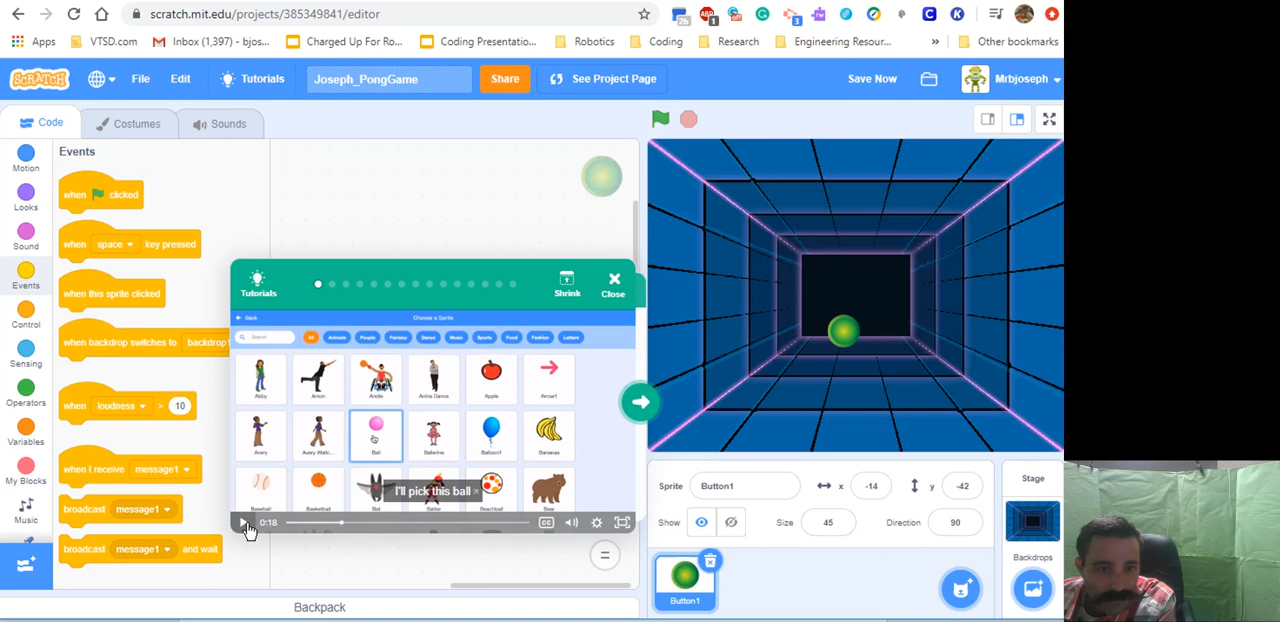 scratch.mit.edu/projects/385349841/editor
Apps VTSD.com Inbox (1,397) - bjos... Charged Up For Ro... Coding Presentatio... Robotics Coding Research Engineering Resour... » Other bookmarks
SCRATCH File Edit Tutorials Joseph_PongGame Share See Project Page Save Now Mrbjoseph
Code Costumes Sounds
Motion
Looks
Sound
Events
Control
Sensing
Operators
Variables
My Blocks
Music
Events
when clicked
when space key pressed
when this sprite clicked
when backdrop switches to backdrop1
when loudness > 10
when I receive message1
broadcast message1
broadcast message1 and wait
Tutorials Shrink Close
Back Choose a Sprite
Search All Animals People Fantasy Dance Music Sports Food Fashion Letters
Abby Amon Andie Anina Dance Apple Arrow1
Avery Avery Walki... Ball Ballerina Balloon1 Bananas
Baseball Basketball Bat Batter Beachball Bear
I'll pick this ball
0:18 CC
Sprite Button1 x -14 y -42
Show Size 45 Direction 90
Button1
Stage
Backdrops
Backpack